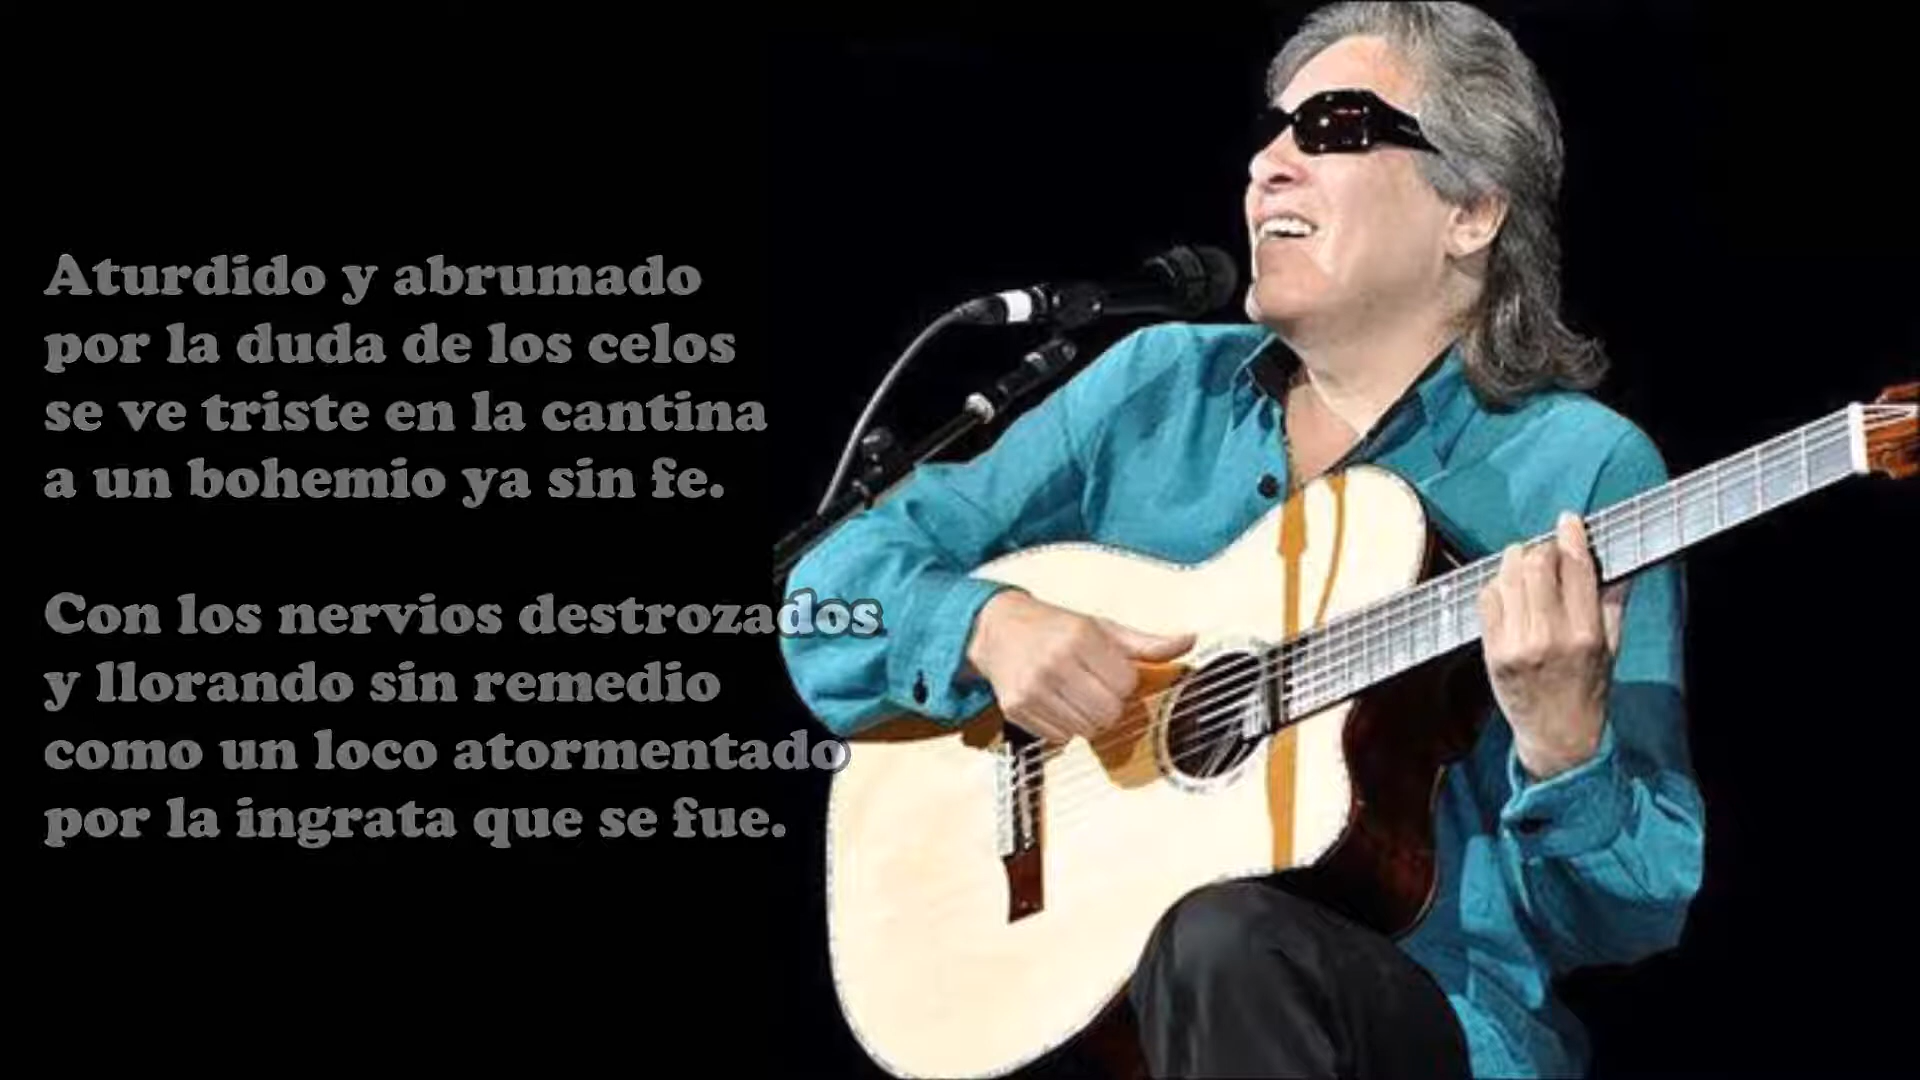 Aturdido y abrumado
por la duda de los celos
se ve triste en la cantina
a un bohemio ya sin fe.
Con los nervios destrozados
y llorando sin remedio
como un loco atormentado
por la ingrata que se fue.